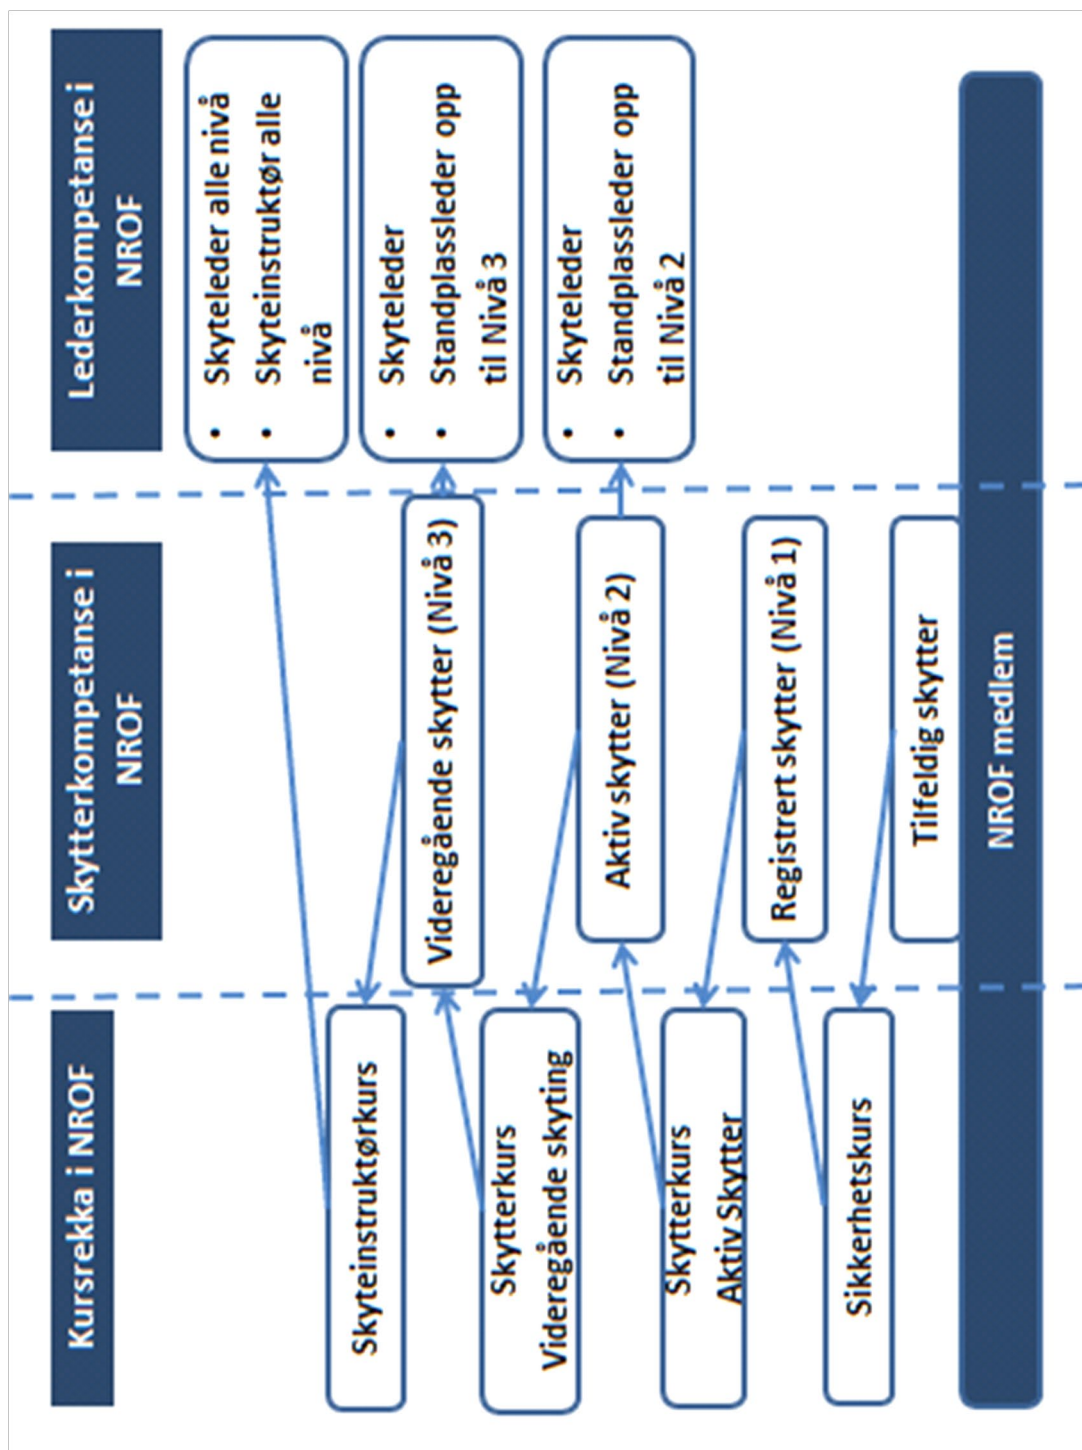 Kursrekka i NROF
Skytterkompetanse i
NROF
Lederkompetanse i
NROF
Skyteinstruktørkurs
Skytterkurs
Videregående skyting
Skytterkurs
Aktiv Skytter
Sikkerhetskurs
Videregående skytter (Nivå 3)
Aktiv skytter (Nivå 2)
Registrert skytter (Nivå 1)
Tilfeldig skytter
• Skyteleder alle nivå
• Skyteinstruktør alle
nivå
• Skyteleder
• Standplassleder opp
til Nivå 3
• Skyteleder
• Standplassleder opp
til Nivå 2
NROF medlem